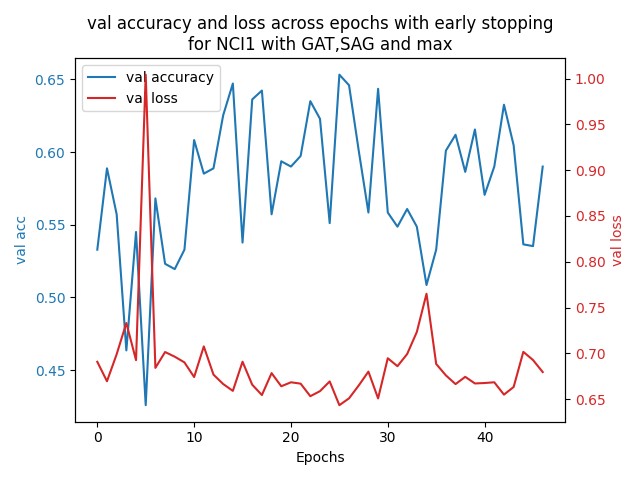 val accuracy and loss across epochs with early stopping
for NCI1 with GAT,SAG and max
val accuracy
val loss
0.65
0.60
0.55
0.50
0.45
val acc
1.00
0.95
0.90
0.85
0.80
0.75
0.70
0.65
val loss
0 10 20 30 40
Epochs